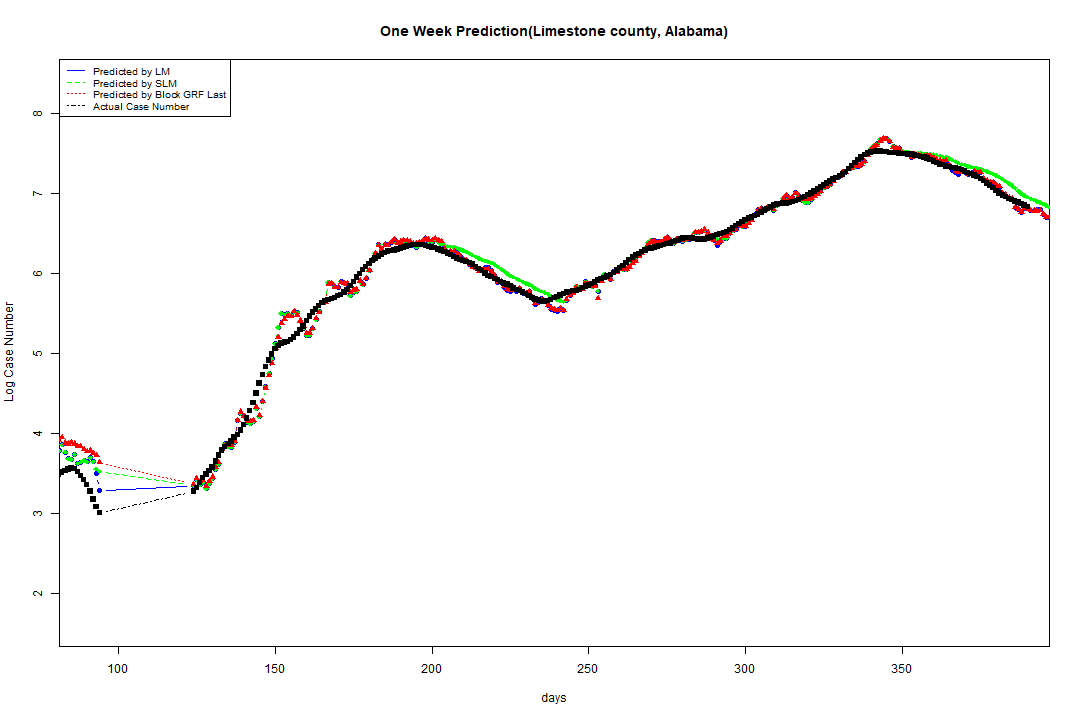 One Week Prediction(Limestone county, Alabama)
Predicted by LM
Predicted by SLM
Predicted by Block GRF Last
Actual Case Number
8
7
6
5
4
3
2
Log Case Number
100 150 200 250 300 350
days